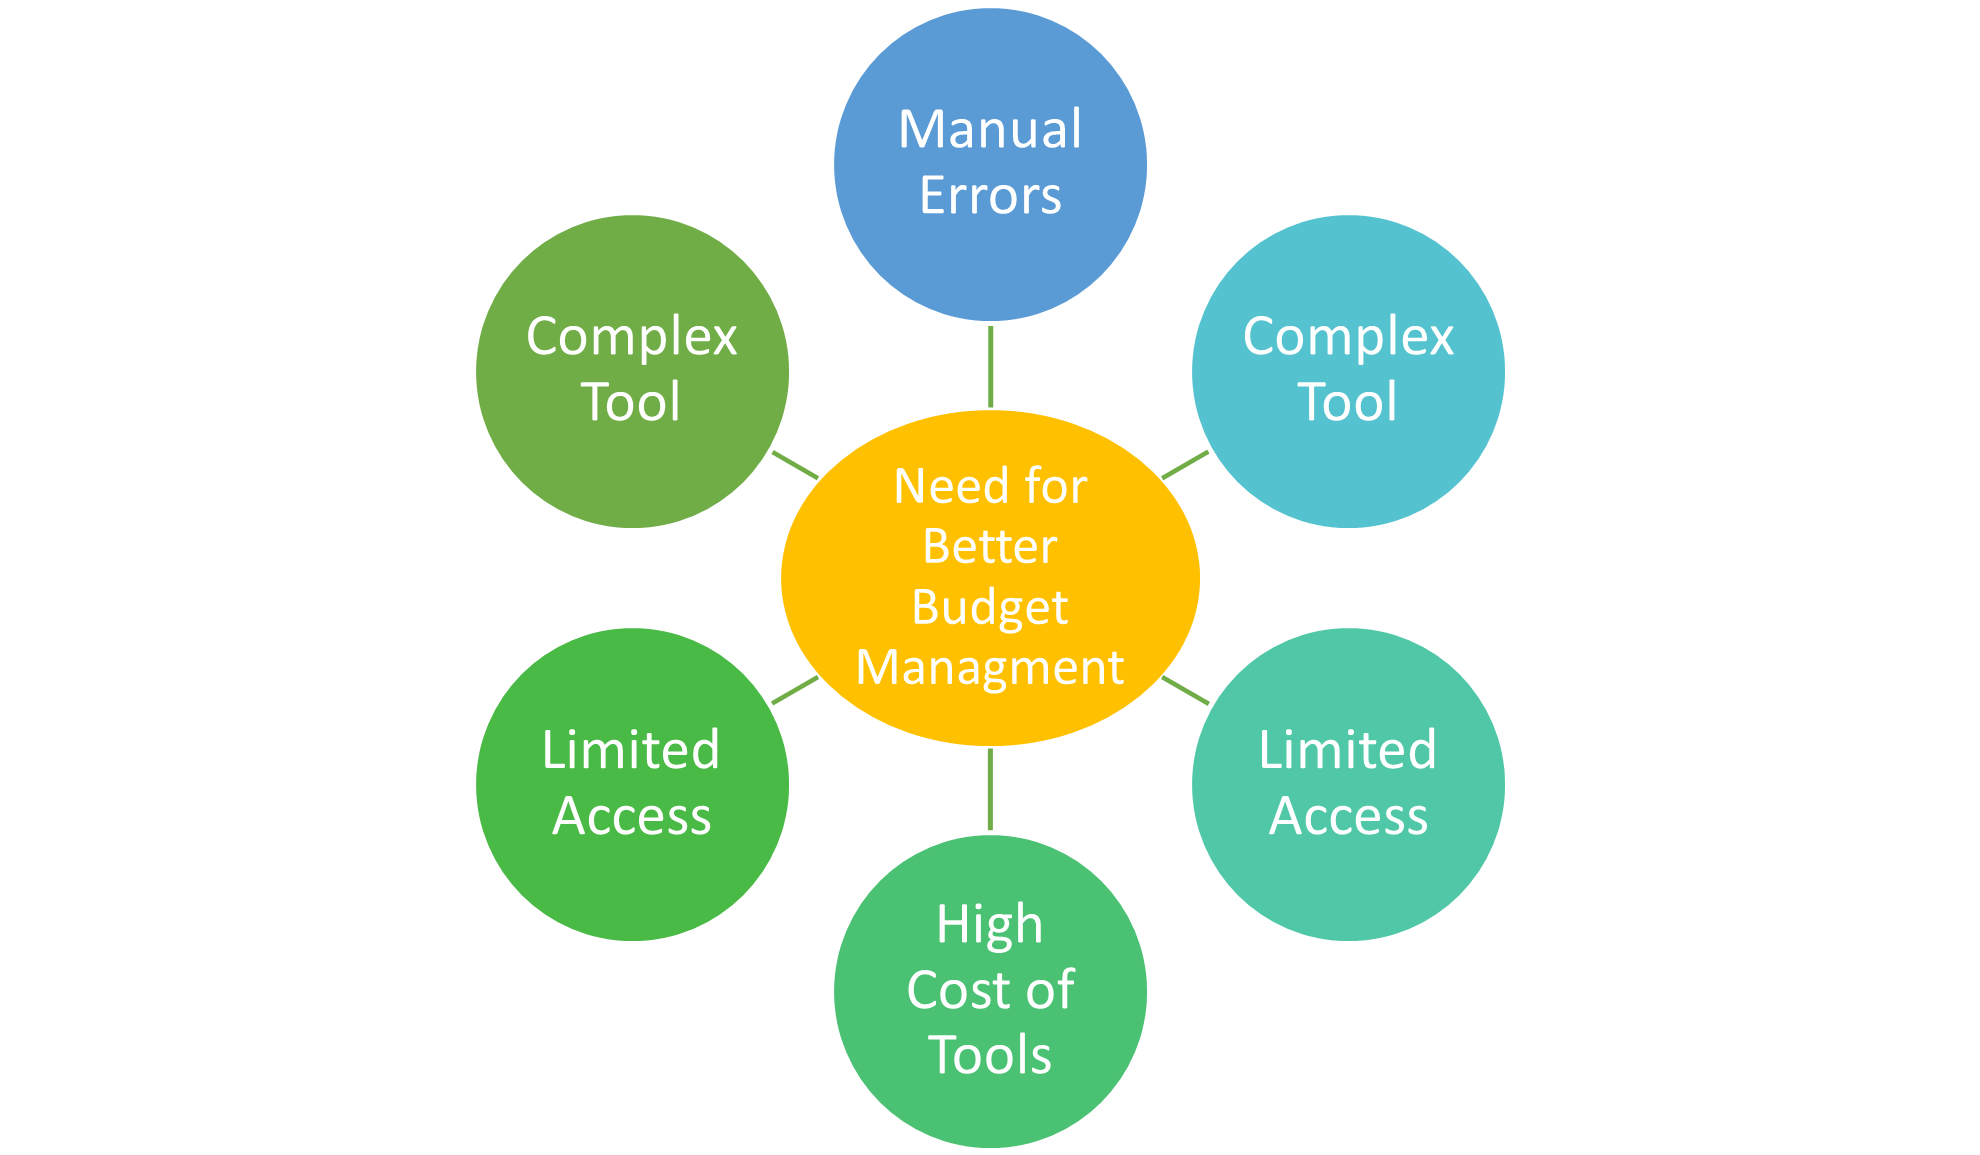 Manual
Errors
Complex
Tool
Complex
Tool
Need for
Better
Budget
Managment
Limited
Access
Limited
Access
High
Cost of
Tools